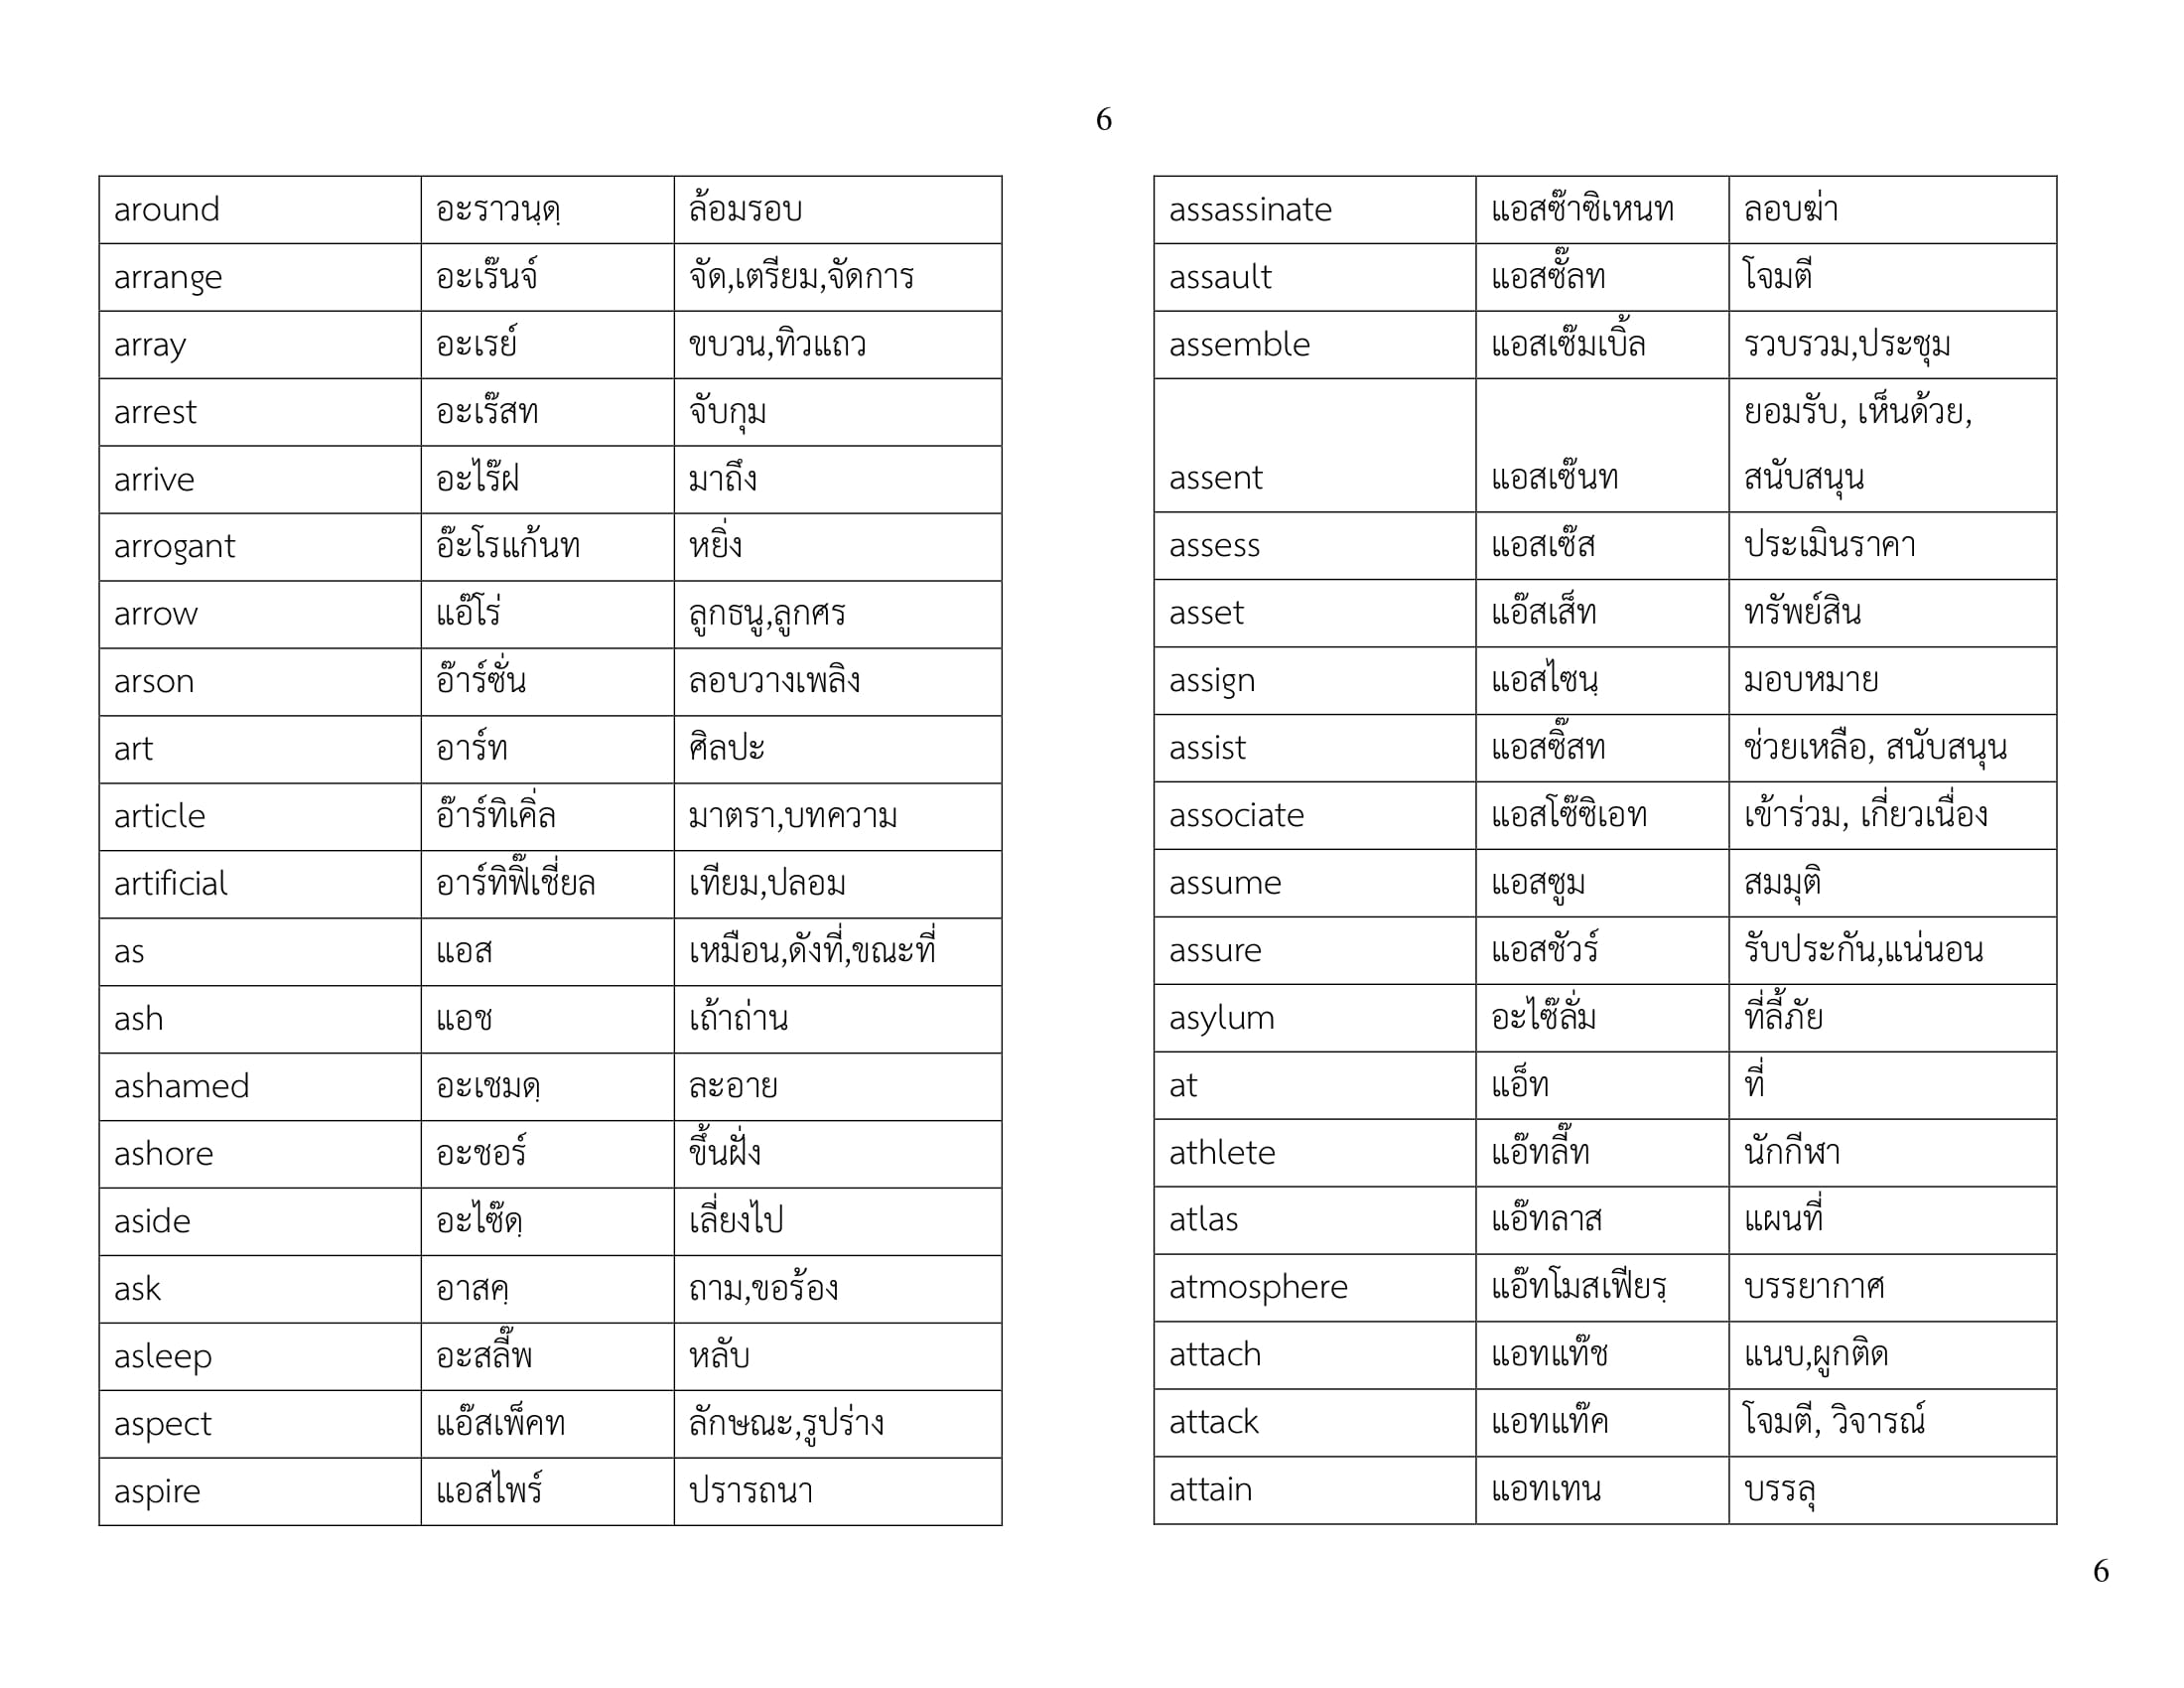 6
around อะราวนฺดฺ ล้อมรอบ
arrange อะเร๊นจ์ จัด,เตรียม,จัดการ
array อะเรย์ ขบวน,ทิวแถว
arrest อะเร๊สท จับกุม
arrive อะไร๊ฝ มาถึง
arrogant อ๊ะโรแก้นท หยิ่ง
arrow แอ๊โร่ ลูกธนู,ลูกศร
arson อ๊าร์ซั่น ลอบวางเพลิง
art อาร์ท ศิลปะ
article อ๊าร์ทิเคิ่ล มาตรา,บทความ
artificial อาร์ทิฟิ๊เชี่ยล เทียม,ปลอม
as แอส เหมือน,ดังที่,ขณะที่
ash แอช เถ้าถ่าน
ashamed อะเชมดฺ ละอาย
ashore อะชอร์ ขึ้นฝั่ง
aside อะไซ๊ดฺ เลี่ยงไป
ask อาสคฺ ถาม,ขอร้อง
asleep อะสลี๊พ หลับ
aspect แอ๊สเพ็คท ลักษณะ,รูปร่าง
aspire แอสไพร์ ปรารถนา
assassinate แอสซ๊าซิเหนท ลอบฆ่า
assault แอสซั๊ลท โจมตี
assemble แอสเซ๊มเบิ้ล รวบรวม,ประชุม
ยอมรับ, เห็นด้วย,
assent แอสเซ๊นท สนับสนุน
assess แอสเซ๊ส ประเมินราคา
asset แอ๊สเส็ท ทรัพย์สิน
assign แอสไซนฺ มอบหมาย
assist แอสซิ๊สท ช่วยเหลือ, สนับสนุน
associate แอสโซ๊ซิเอท เข้าร่วม, เกี่ยวเนื่อง
assume แอสซูม สมมุติ
assure แอสชัวร์ รับประกัน,แน่นอน
asylum อะไซ๊ลั่ม ที่ลี้ภัย
at แอ็ท ที่
athlete แอ๊ทลี๊ท นักกีฬา
atlas แอ๊ทลาส แผนที่
atmosphere แอ๊ทโมสเฟียรฺ บรรยากาศ
attach แอทแท๊ช แนบ,ผูกติด
attack แอทแท๊ค โจมตี, วิจารณ์
attain แอทเทน บรรลุ
6